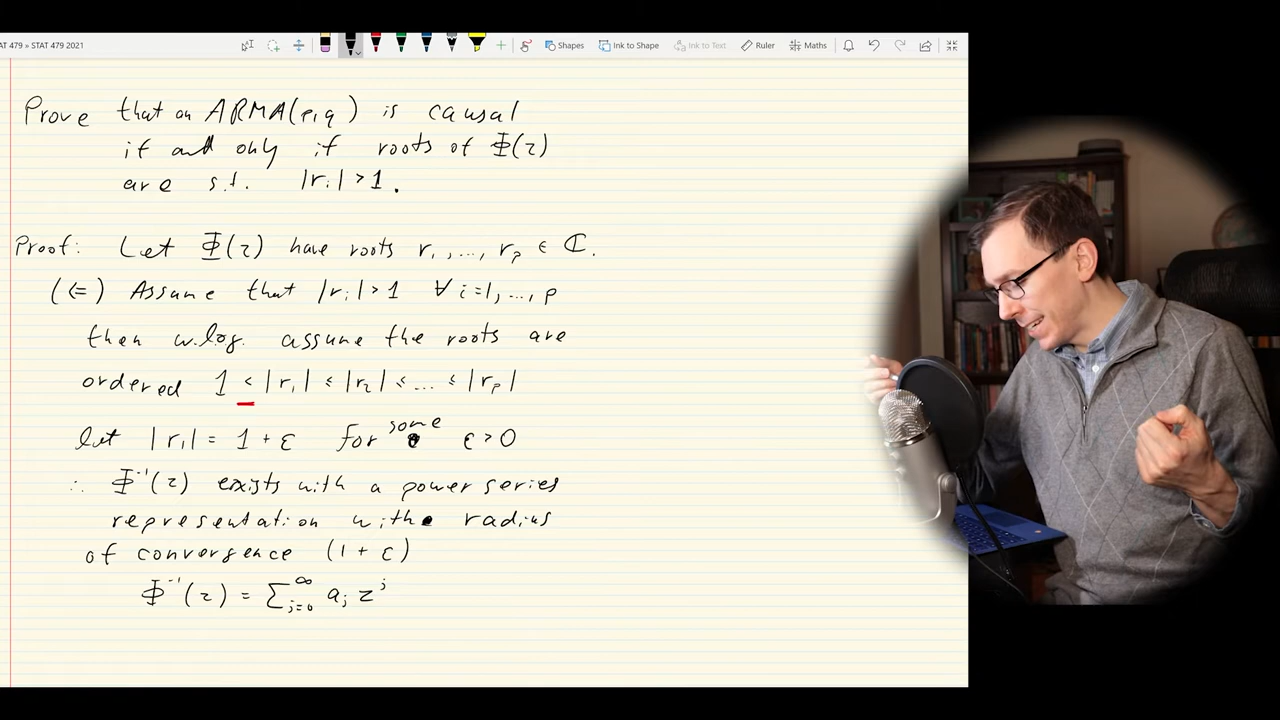 AT 479 » STAT 479 2021
Shapes Ink to Shape Ink to Text Ruler Maths
Prove that an ARMA(p,q) is causal
if and only if roots of Φ(z)
are s.t. |rᵢ| > 1.
Proof: Let Φ(z) have roots r₁,...,rₚ ∈ ℂ.
(⇐) Assume that |rᵢ| > 1 ∀ i=1,...,p
then w.log. assume the roots are
ordered 1 < |r₁| ≤ |r₂| ≤ ... ≤ |rₚ|
let |r₁| = 1 + ε for some ε > 0
∴ Φ⁻¹(z) exists with a power series
representation with radius
of convergence (1 + ε)
Φ⁻¹(z) = Σ_{j=0}^{∞} aⱼ zʲ